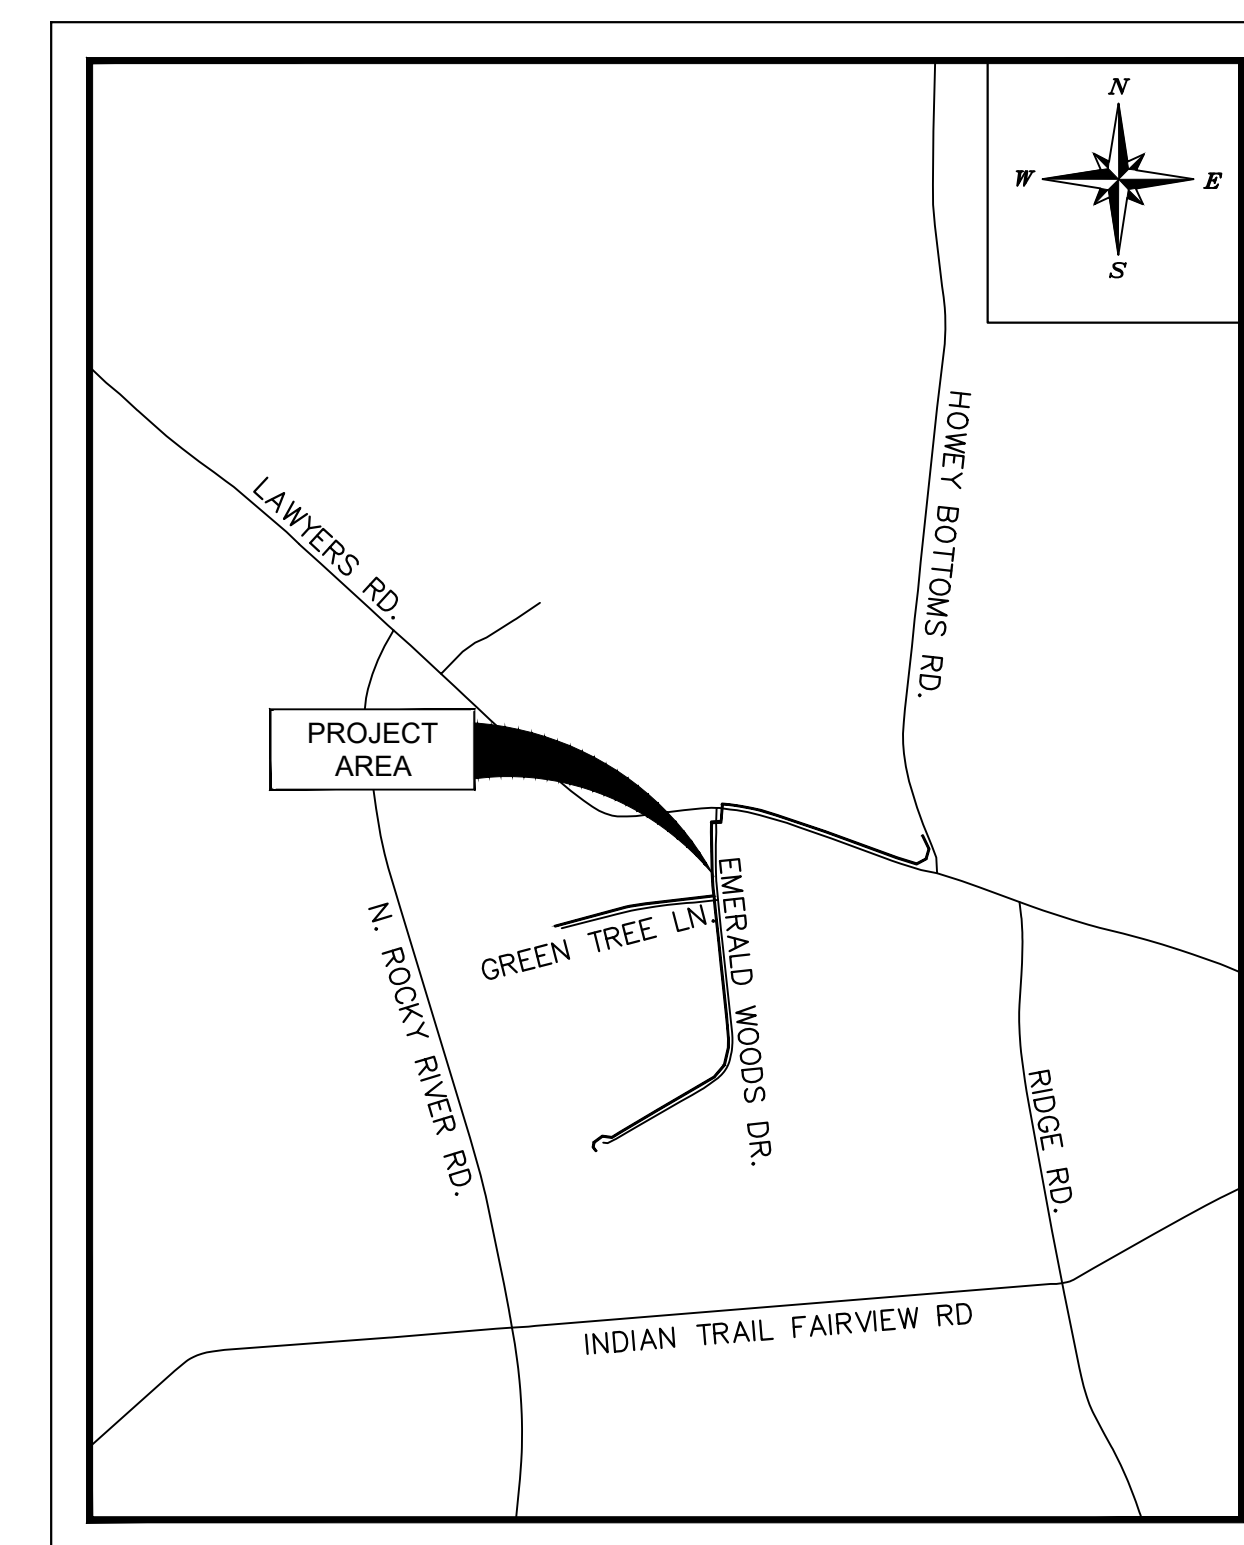 N
W
E
S
HOWEY BOTTOMS RD.
LAWYERS RD.
PROJECT
AREA
EMERALD WOODS DR.
GREEN TREE LN.
N. ROCKY RIVER RD.
RIDGE RD.
INDIAN TRAIL FAIRVIEW RD